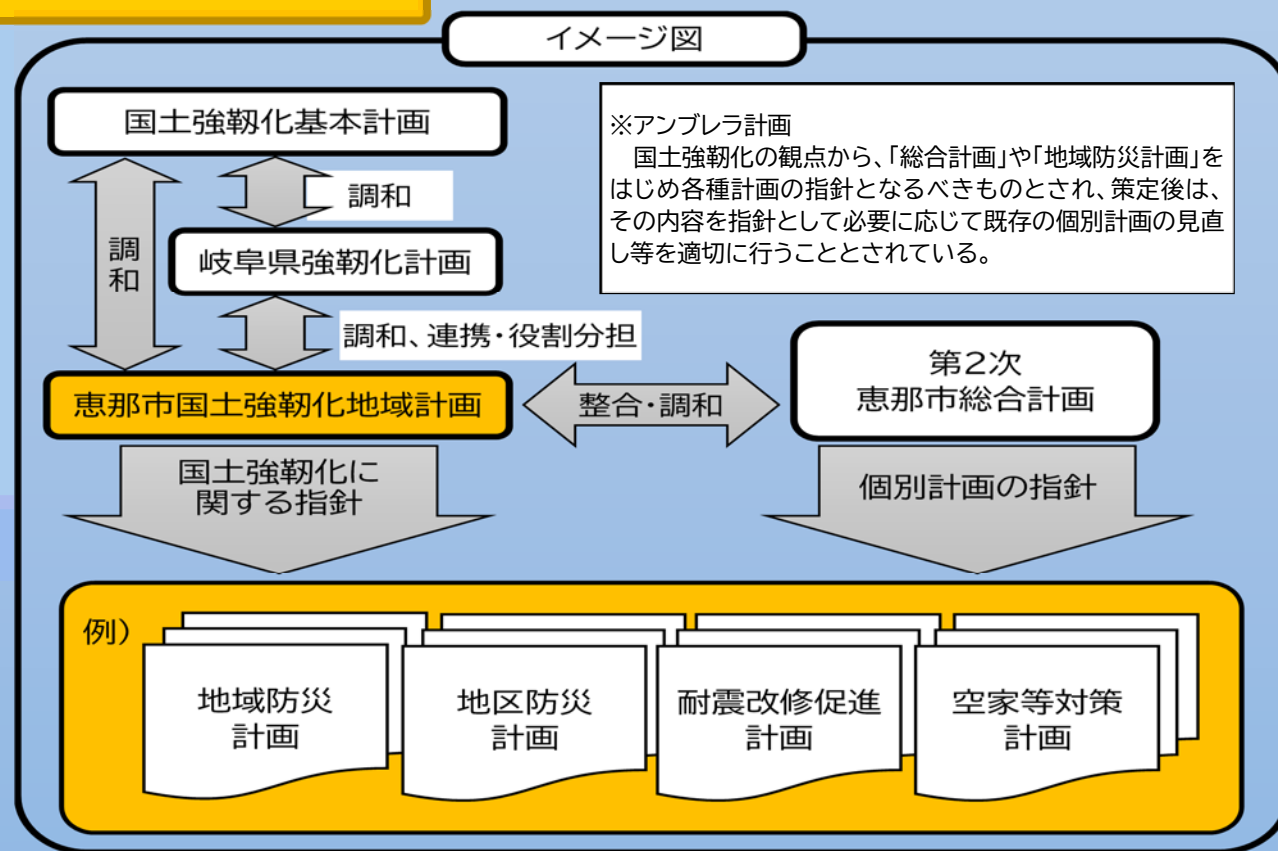 イメージ図
国土強靱化基本計画
調和
調
和
岐阜県強靱化計画
調和、連携・役割分担
恵那市国土強靱化地域計画
※アンブレラ計画
　国土強靱化の観点から、「総合計画」や「地域防災計画」を
はじめ各種計画の指針となるべきものとされ、策定後は、
その内容を指針として必要に応じて既存の個別計画の見直
し等を適切に行うこととされている。
整合・調和
第2次
恵那市総合計画
国土強靱化に
関する指針
個別計画の指針
例）
地域防災
計画
地区防災
計画
耐震改修促進
計画
空家等対策
計画